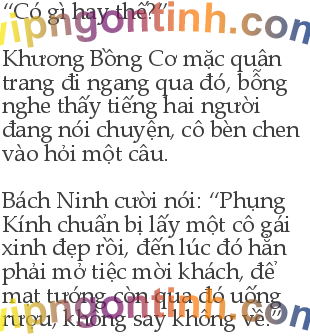 “Có gì hay thế?”
vipngontinh.com
Khương Bồng Cơ mặc quân
trang đi ngang qua đó, bỗng
nghe thấy tiếng hai người
đang nói chuyện, cô bèn chen
vào hỏi một câu.
Bách Ninh cười nói: “Phụng
Kính chuẩn bị lấy một cô gái
xinh đẹp rồi, đến lúc đó hắn
phải mở tiệc mời khách, để
mạt tướng còn qua đó uống
vipngontinh.com
rượu, không say không về!”